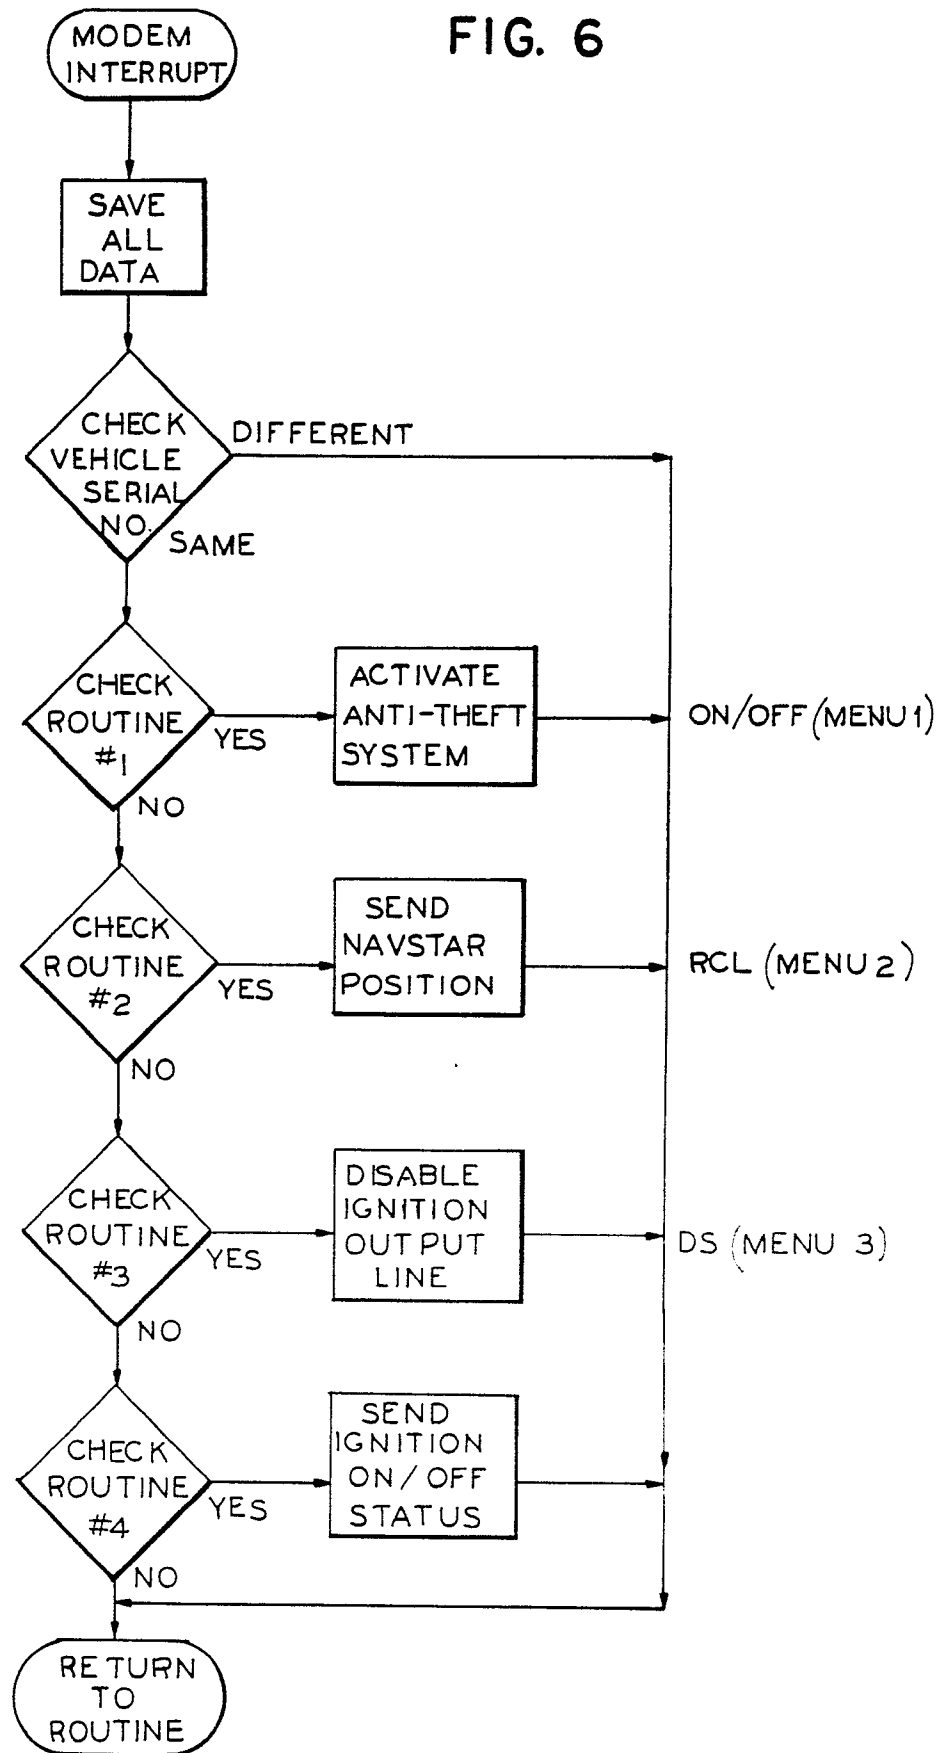 FIG. 6
MODEM
INTERRUPT
SAVE
ALL
DATA
CHECK
VEHICLE
SERIAL
NO.
DIFFERENT
SAME
CHECK
ROUTINE
#1
YES
NO
ACTIVATE
ANTI-THEFT
SYSTEM
ON/OFF (MENU 1)
CHECK
ROUTINE
#2
YES
NO
SEND
NAVSTAR
POSITION
RCL (MENU 2)
CHECK
ROUTINE
#3
YES
NO
DISABLE
IGNITION
OUTPUT
LINE
DS (MENU 3)
CHECK
ROUTINE
#4
YES
NO
SEND
IGNITION
ON/OFF
STATUS
RETURN
TO
ROUTINE